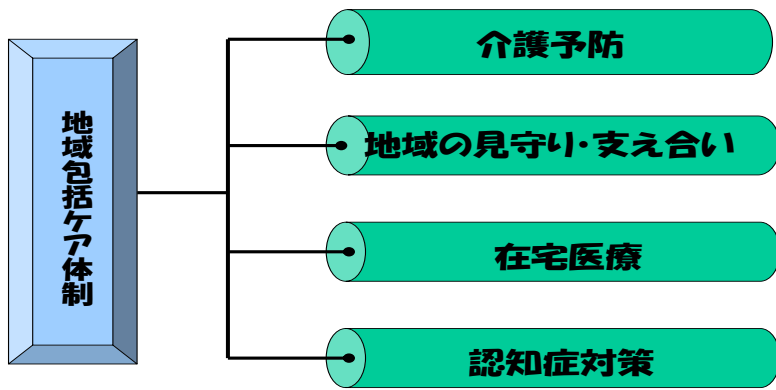 地域包括ケア体制
介護予防
地域の見守り・支え合い
在宅医療
認知症対策